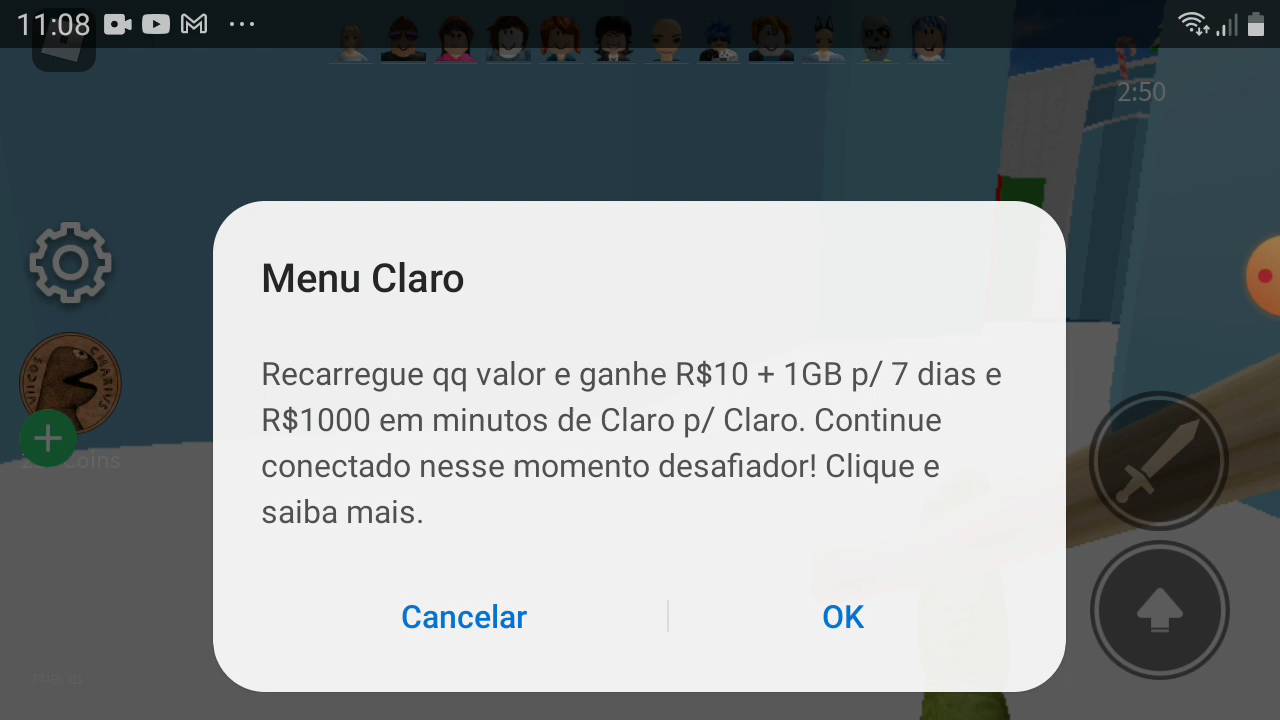 11:08
2:50
Menu Claro
Recarregue qq valor e ganhe R$10 + 1GB p/ 7 dias e
R$1000 em minutos de Claro p/ Claro. Continue
conectado nesse momento desafiador! Clique e
saiba mais.
Coins
Cancelar
OK